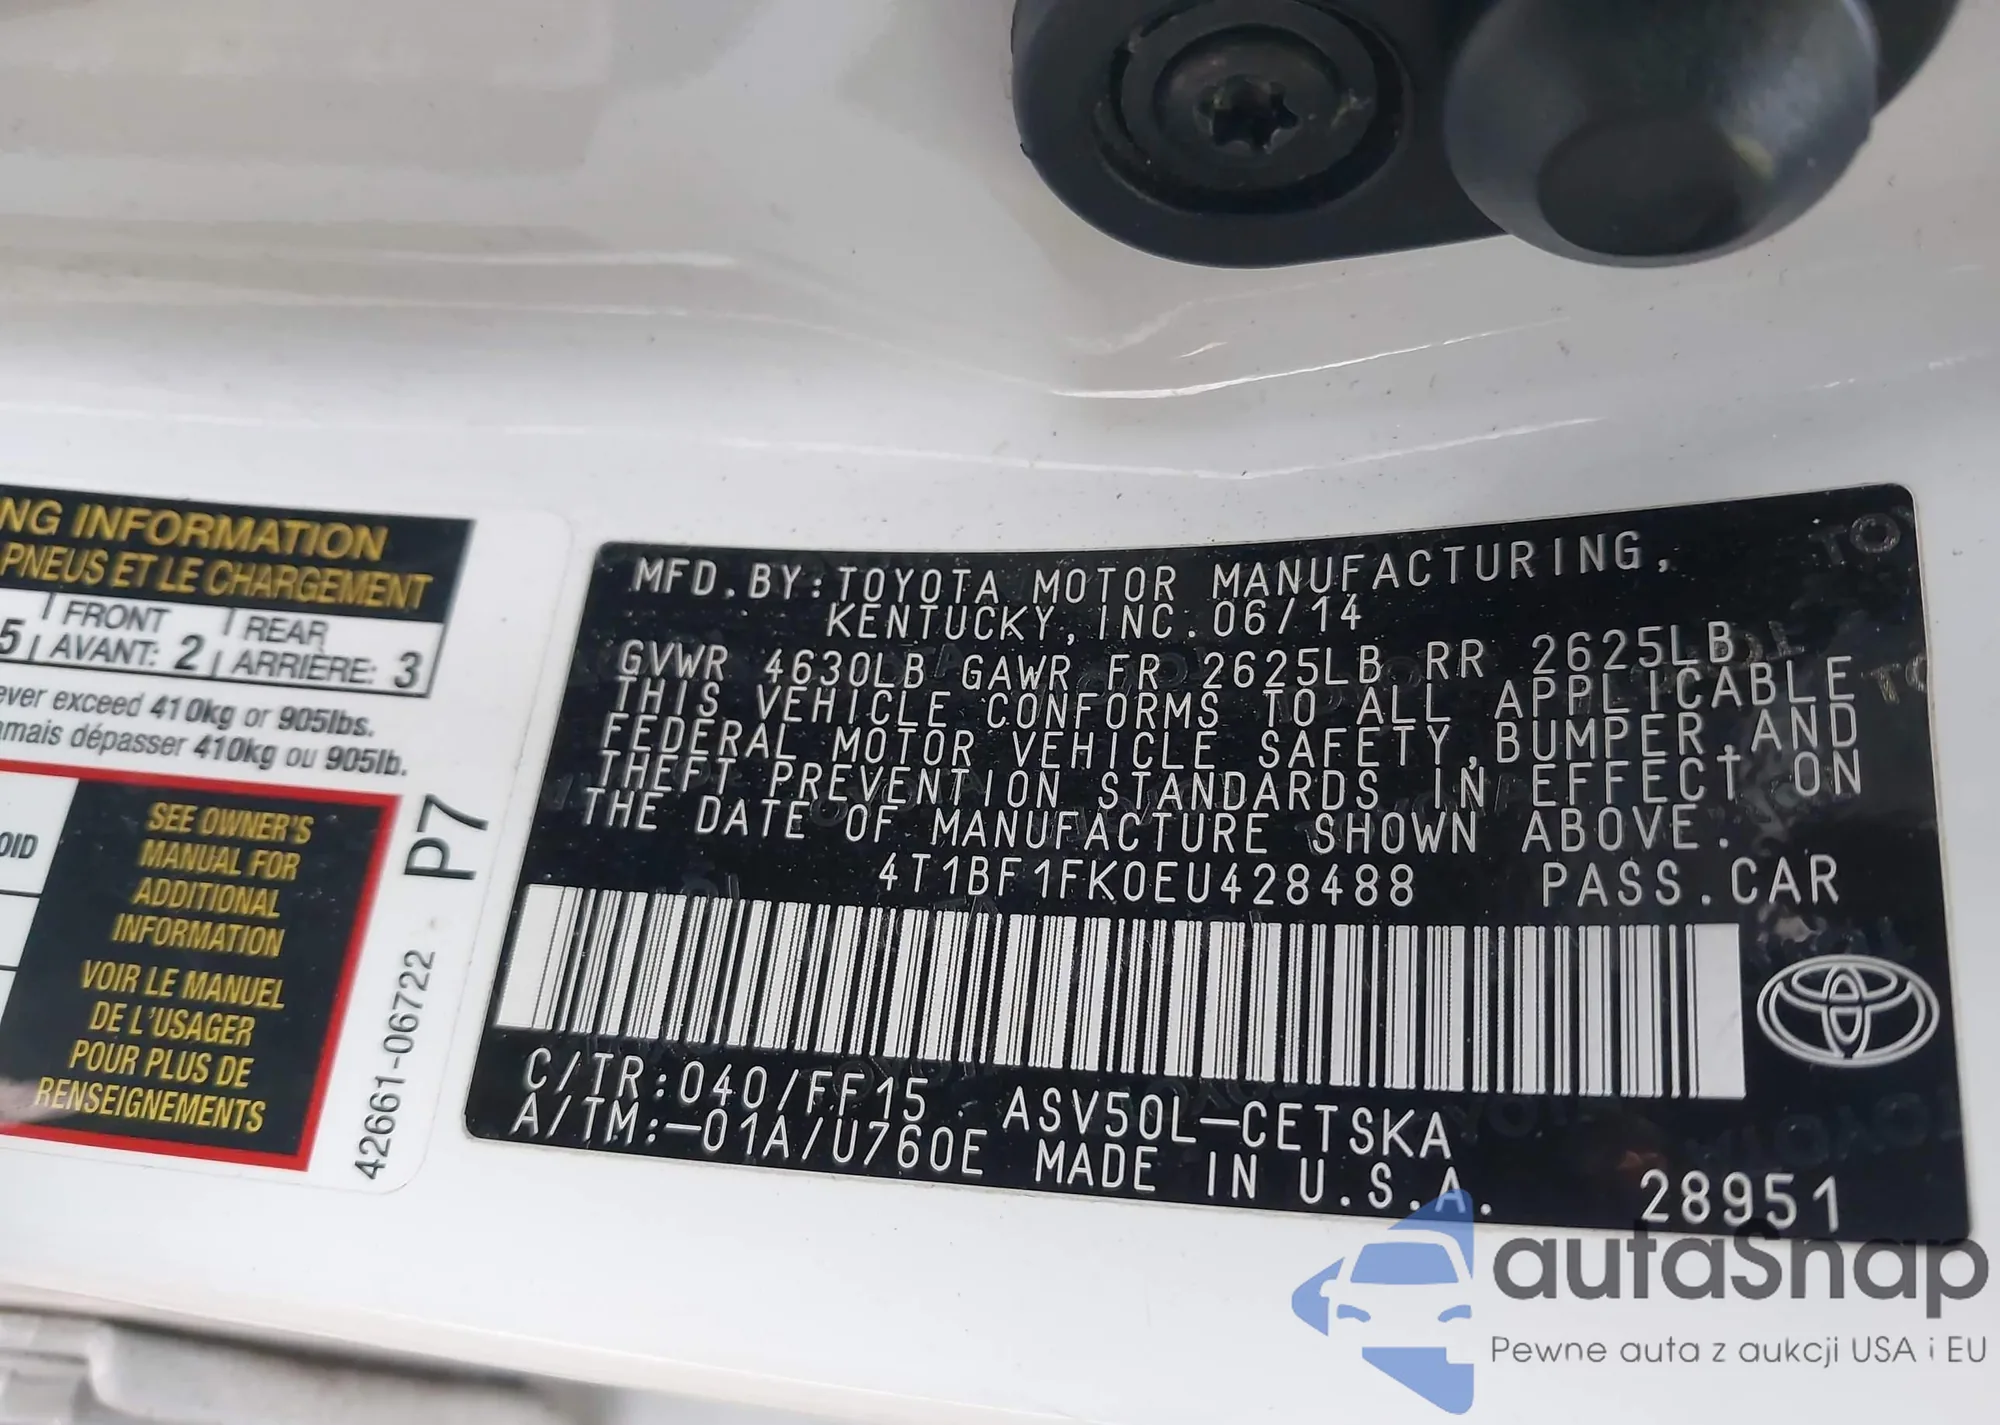 NG INFORMATION
PNEUS ET LE CHARGEMENT
5 | FRONT | REAR
AVANT: 2 | ARRIÈRE: 3
ever exceed 410kg or 905lbs.
amais dépasser 410kg ou 905lb.
OID
SEE OWNER'S
MANUAL FOR
ADDITIONAL
INFORMATION
VOIR LE MANUEL
DE L'USAGER
POUR PLUS DE
RENSEIGNEMENTS
P7
42661-06722
MFD. BY: TOYOTA MOTOR MANUFACTURING,
KENTUCKY, INC. 06/14
GVWR 4630LB GAWR FR 2625LB RR 2625LB
THIS VEHICLE CONFORMS TO ALL APPLICABLE
FEDERAL MOTOR VEHICLE SAFETY, BUMPER, AND
THEFT PREVENTION STANDARDS IN EFFECT ON
THE DATE OF MANUFACTURE SHOWN ABOVE.
4T1BF1FK0EU428488 PASS. CAR
C/TR: 040/FF15 ASV50L-CETSKA
A/TM: -01A/U760E MADE IN U.S.A. 28951
autaSnap
Pewne auta z aukcji USA i EU